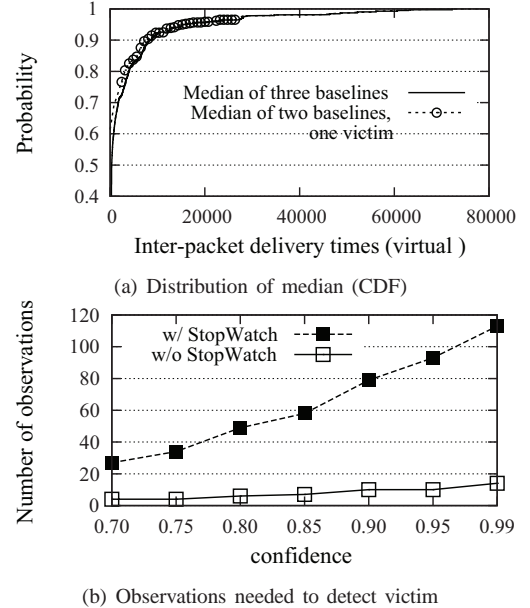 1
0.9
0.8
0.7
0.6
0.5
0.4
Probability
Median of three baselines
Median of two baselines,
one victim
0 20000 40000 60000 80000
Inter-packet delivery times (virtual )
(a) Distribution of median (CDF)
120
100
80
60
40
20
0
Number of observations
w/ StopWatch
w/o StopWatch
0.70 0.75 0.80 0.85 0.90 0.95 0.99
confidence
(b) Observations needed to detect victim